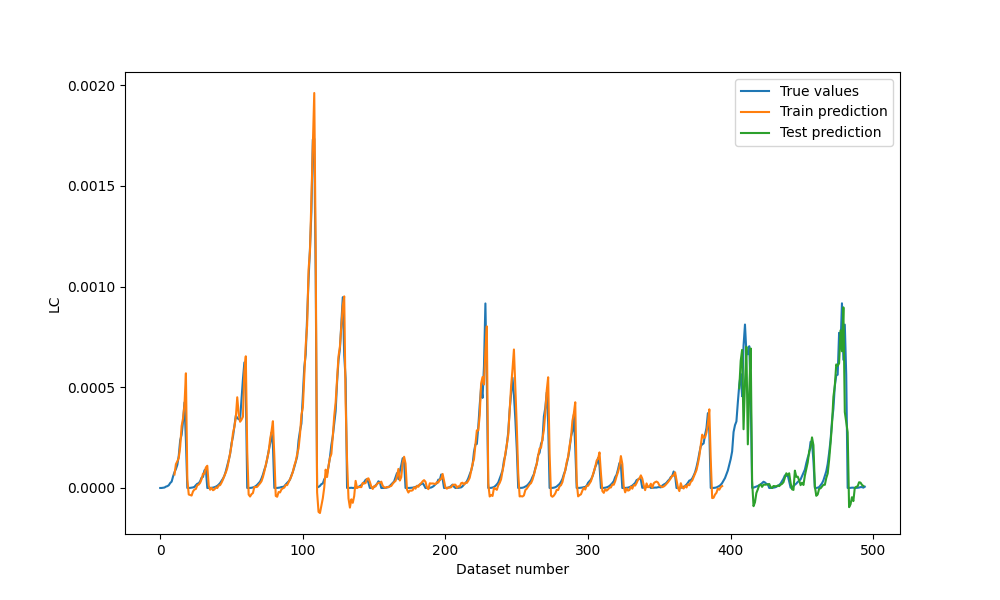 True values
Train prediction
Test prediction
0.0020
0.0015
0.0010
0.0005
0.0000
LC
0
100
200
300
400
500
Dataset number